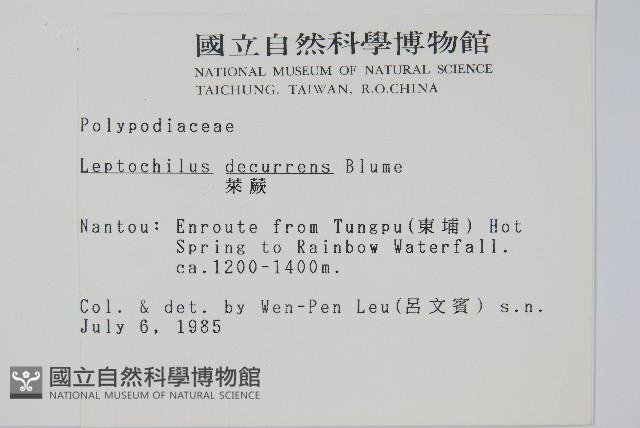 國立自然科學博物館
NATIONAL MUSEUM OF NATURAL SCIENCE
TAICHUNG, TAIWAN, R.O.CHINA
Polypodiaceae
Leptochilus decurrens Blume
萊蕨
Nantou: Enroute from Tungpu(東埔) Hot
Spring to Rainbow Waterfall.
ca.1200-1400m.
Col. & det. by Wen-Pen Leu(呂文賓) s.n.
July 6, 1985
國立自然科學博物館
NATIONAL MUSEUM OF NATURAL SCIENCE